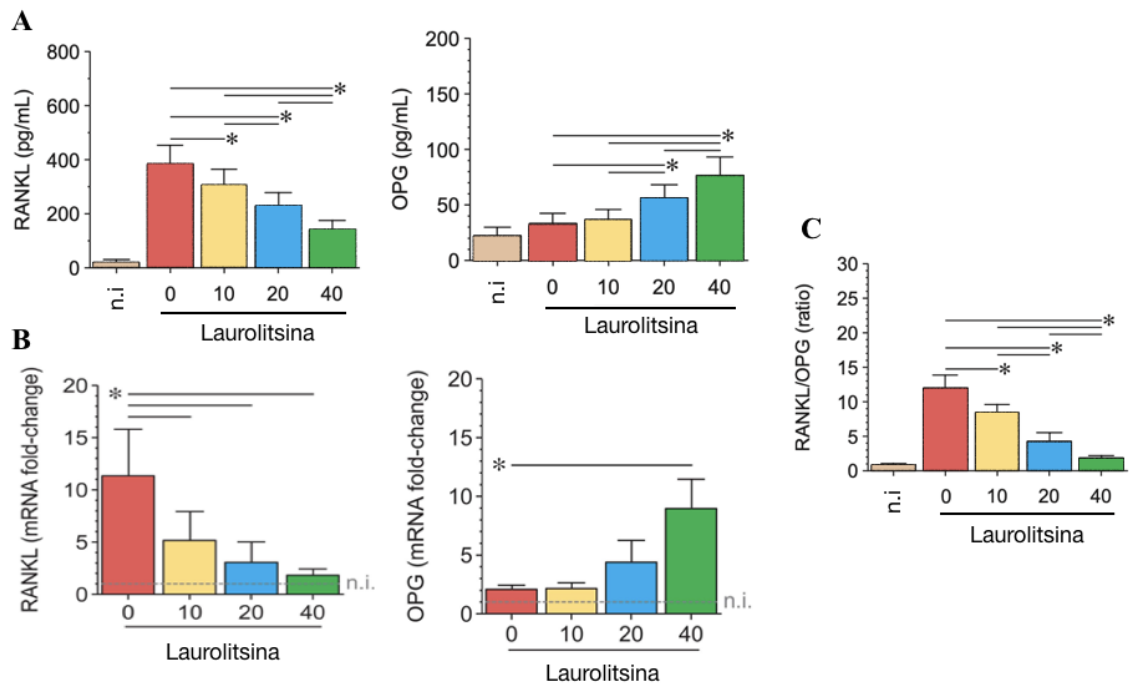 A
RANKL (pg/mL)
800
600
400
200
0
*
*
*
n.i
0 10 20 40
Laurolitsina
OPG (pg/mL)
200
150
100
50
0
*
*
n.i
0 10 20 40
Laurolitsina
B
RANKL (mRNA fold-change)
20
15
10
5
0
*
n.i.
0 10 20 40
Laurolitsina
OPG (mRNA fold-change)
20
15
10
5
0
*
n.i.
0 10 20 40
Laurolitsina
C
RANKL/OPG (ratio)
30
25
20
15
10
5
0
*
*
*
n.i
0 10 20 40
Laurolitsina